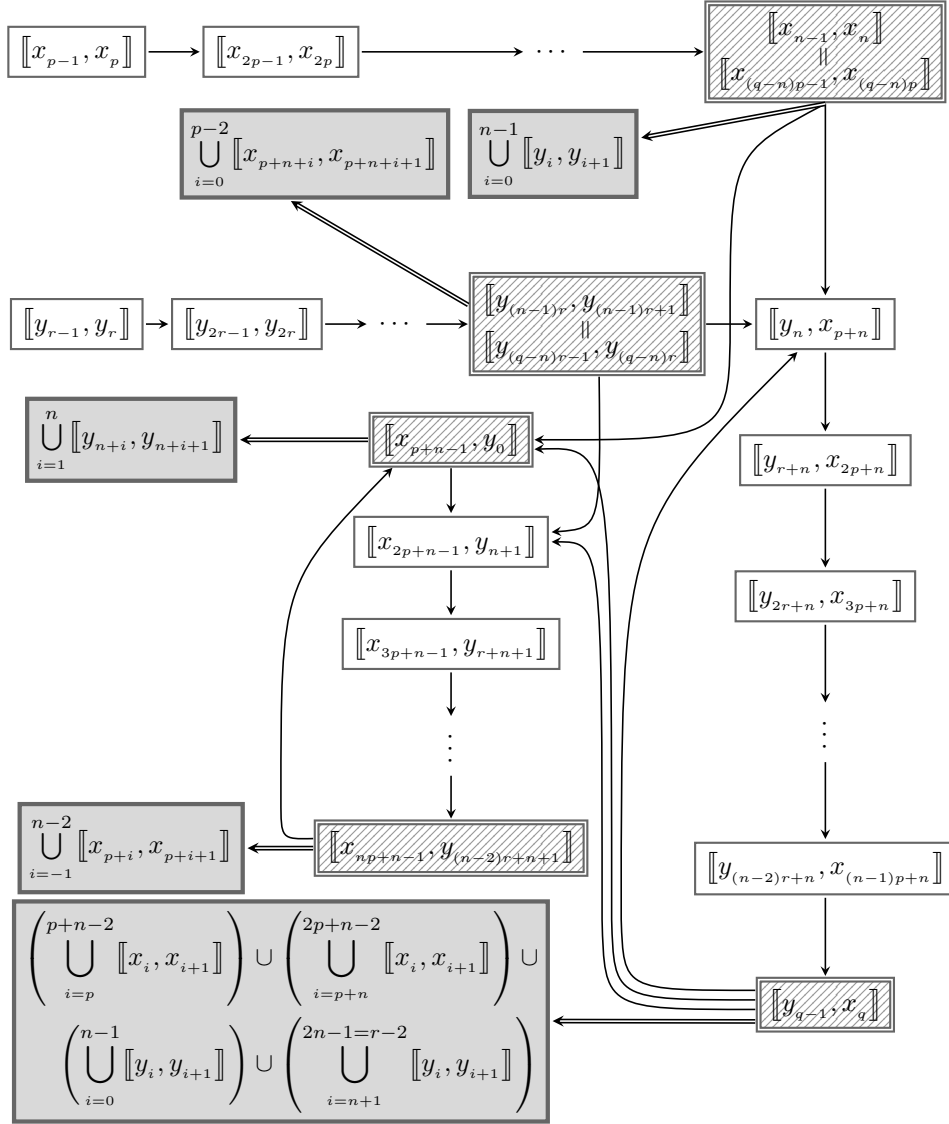 ⟦x_{p−1}, x_p⟧ ⟦x_{2p−1}, x_{2p}⟧ ⋯ ⟦x_{n−1}, x_n⟧
=
⟦x_{(q−n)p−1}, x_{(q−n)p}⟧
⋃_{i=0}^{p−2} ⟦x_{p+n+i}, x_{p+n+i+1}⟧ ⋃_{i=0}^{n−1} ⟦y_i, y_{i+1}⟧
⟦y_{r−1}, y_r⟧ ⟦y_{2r−1}, y_{2r}⟧ ⋯ ⟦y_{(n−1)r}, y_{(n−1)r+1}⟧
=
⟦y_{(q−n)r−1}, y_{(q−n)r}⟧
⟦y_n, x_{p+n}⟧
⋃_{i=1}^{n} ⟦y_{n+i}, y_{n+i+1}⟧ ⟦x_{p+n−1}, y_0⟧
⟦y_{r+n}, x_{2p+n}⟧
⟦x_{2p+n−1}, y_{n+1}⟧
⟦y_{2r+n}, x_{3p+n}⟧
⟦x_{3p+n−1}, y_{r+n+1}⟧
⋮
⋮
⋃_{i=−1}^{n−2} ⟦x_{p+i}, x_{p+i+1}⟧ ⟦x_{np+n−1}, y_{(n−2)r+n+1}⟧
⟦y_{(n−2)r+n}, x_{(n−1)p+n}⟧
(⋃_{i=p}^{p+n−2} ⟦x_i, x_{i+1}⟧) ∪ (⋃_{i=p+n}^{2p+n−2} ⟦x_i, x_{i+1}⟧) ∪
(⋃_{i=0}^{n−1} ⟦y_i, y_{i+1}⟧) ∪ (⋃_{i=n+1}^{2n−1=r−2} ⟦y_i, y_{i+1}⟧)
⟦y_{q−1}, x_q⟧